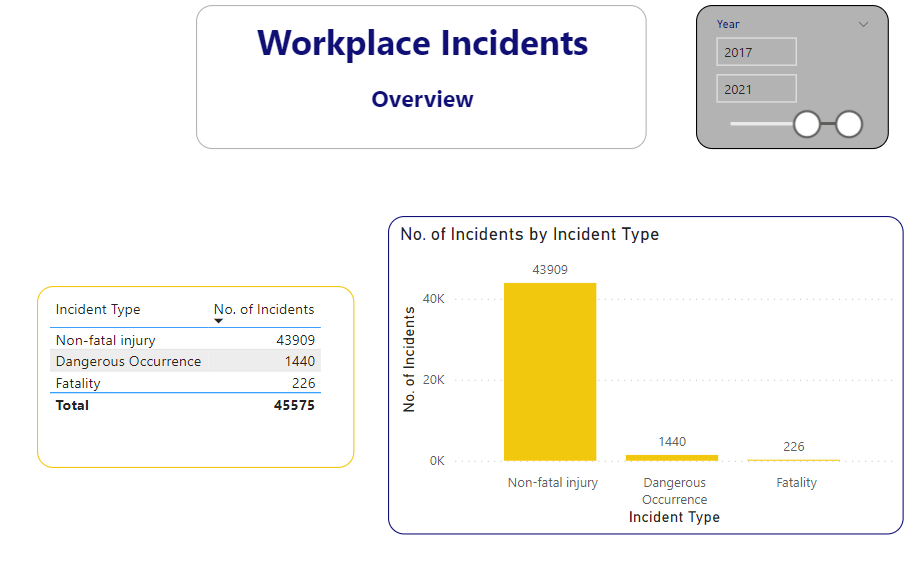 Workplace Incidents
Overview
Year
2017
2021
Incident Type No. of Incidents
Non-fatal injury 43909
Dangerous Occurrence 1440
Fatality 226
Total 45575
No. of Incidents by Incident Type
No. of Incidents
40K
20K
0K
43909
1440
226
Non-fatal injury
Dangerous
Occurrence
Fatality
Incident Type